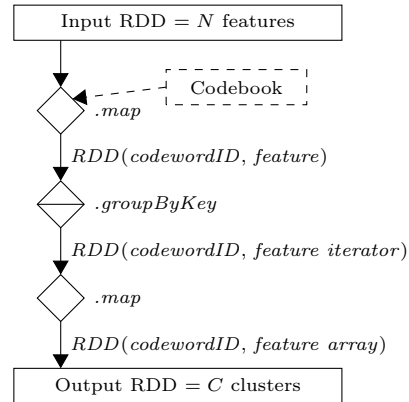 Input RDD = N features
Codebook
.map
RDD(codewordID, feature)
.groupByKey
RDD(codewordID, feature iterator)
.map
RDD(codewordID, feature array)
Output RDD = C clusters